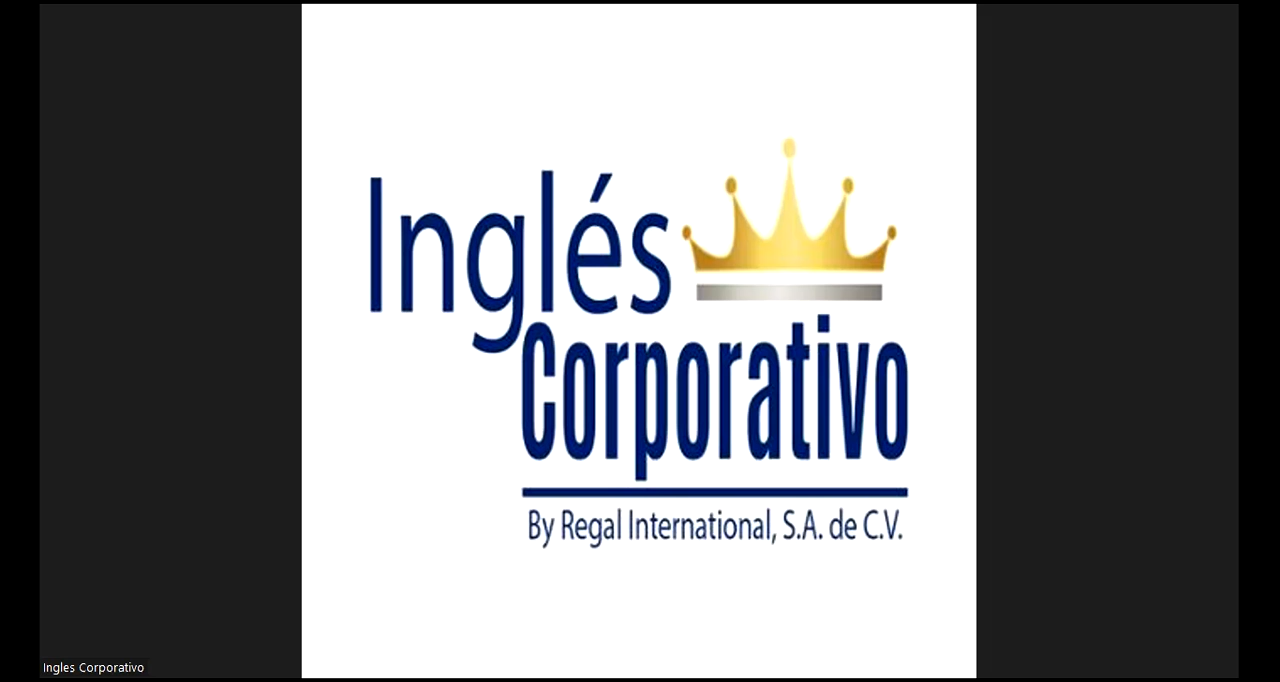 Inglés
Corporativo
By Regal International, S.A. de C.V.
Ingles Corporativo